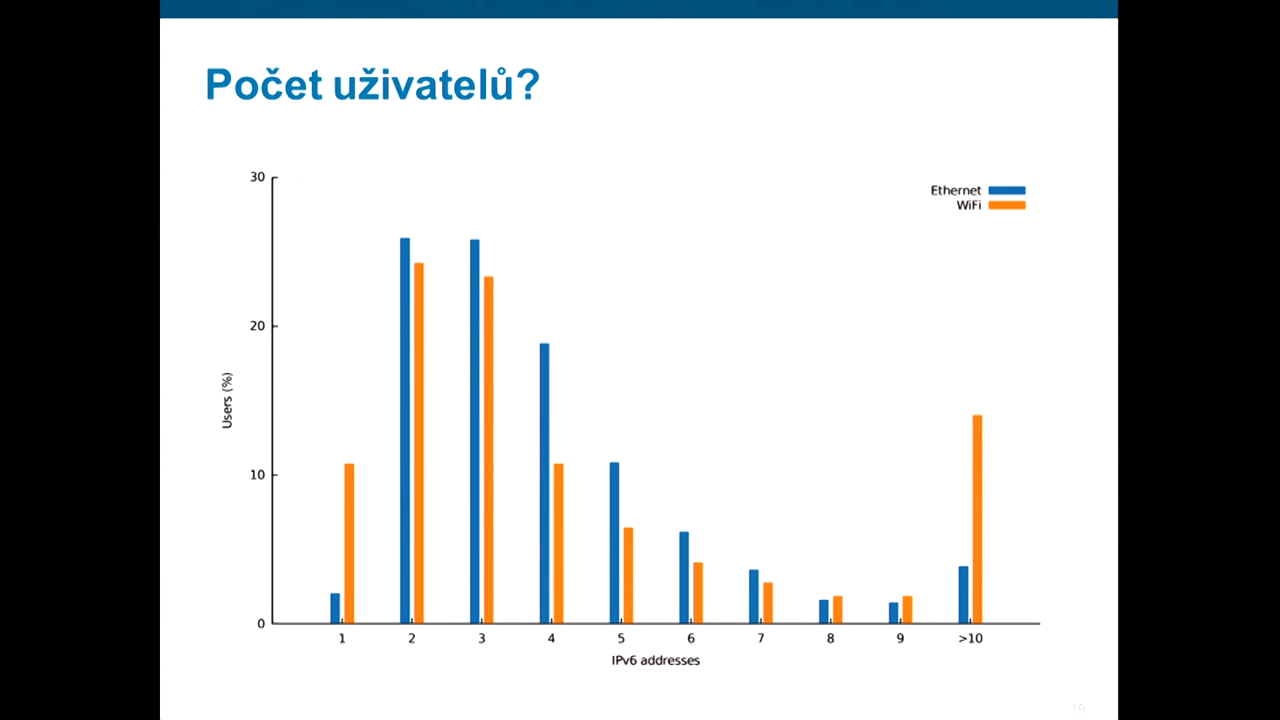 Počet uživatelů?
30
Ethernet
WiFi
20
Users (%)
10
0
1 2 3 4 5 6 7 8 9 >10
IPv6 addresses
19